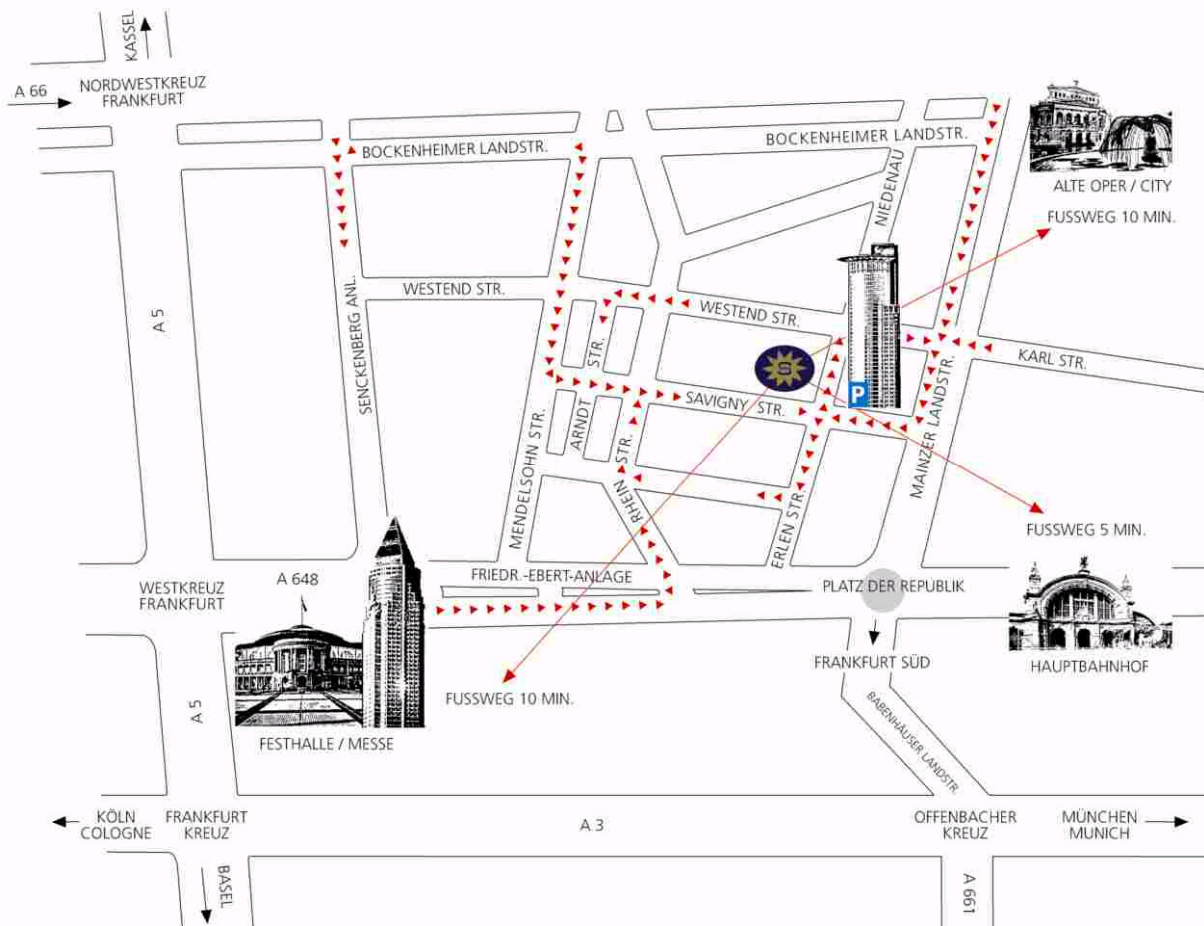 KASSEL
A 66
NORDWESTKREUZ
FRANKFURT
BOCKENHEIMER LANDSTR.
BOCKENHEIMER LANDSTR.
NIEDENAU
ALTE OPER / CITY
FUSSWEG 10 MIN.
A 5
SENCKENBERG ANL.
WESTEND STR.
WESTEND STR.
KARL STR.
S
P
SAVIGNY STR.
ARNDT STR.
MENDELSOHN STR.
RHEIN STR.
ERLEN STR.
MAINZER LANDSTR.
FUSSWEG 5 MIN.
WESTKREUZ
FRANKFURT
A 648
FRIEDR.-EBERT-ANLAGE
PLATZ DER REPUBLIK
FRANKFURT SÜD
HAUPTBAHNHOF
A 5
FUSSWEG 10 MIN.
FESTHALLE / MESSE
BABENHÄUSER LANDSTR.
KÖLN
COLOGNE
FRANKFURT
KREUZ
A 3
OFFENBACHER
KREUZ
MÜNCHEN
MUNICH
BASEL
A 661